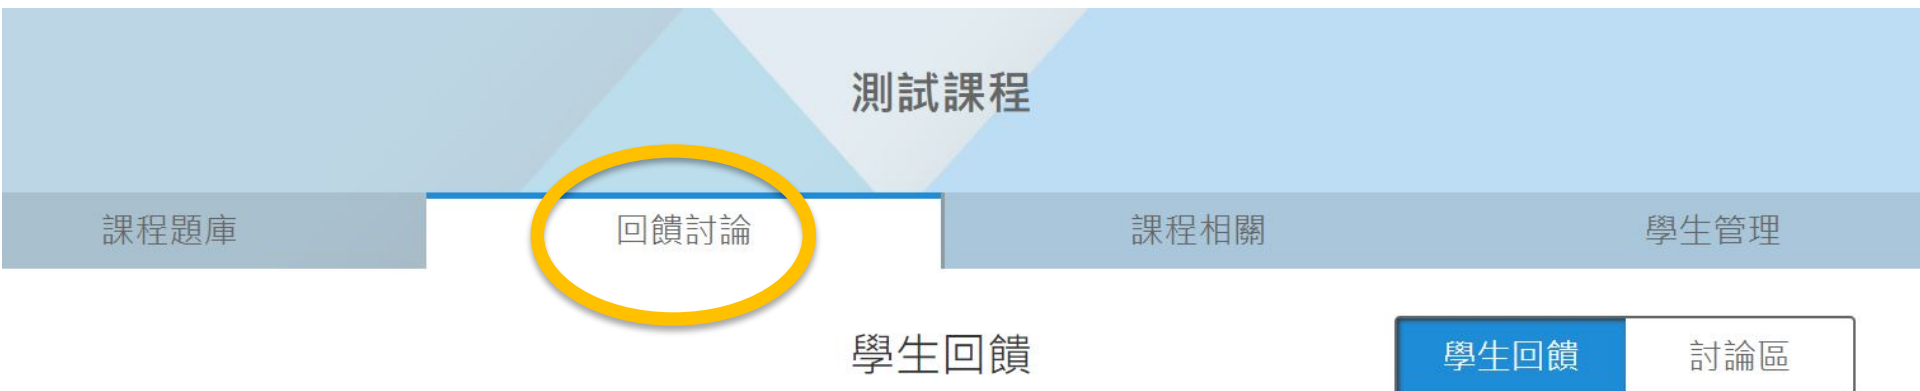 測試課程
課程題庫 回饋討論 課程相關 學生管理
學生回饋 學生回饋 討論區